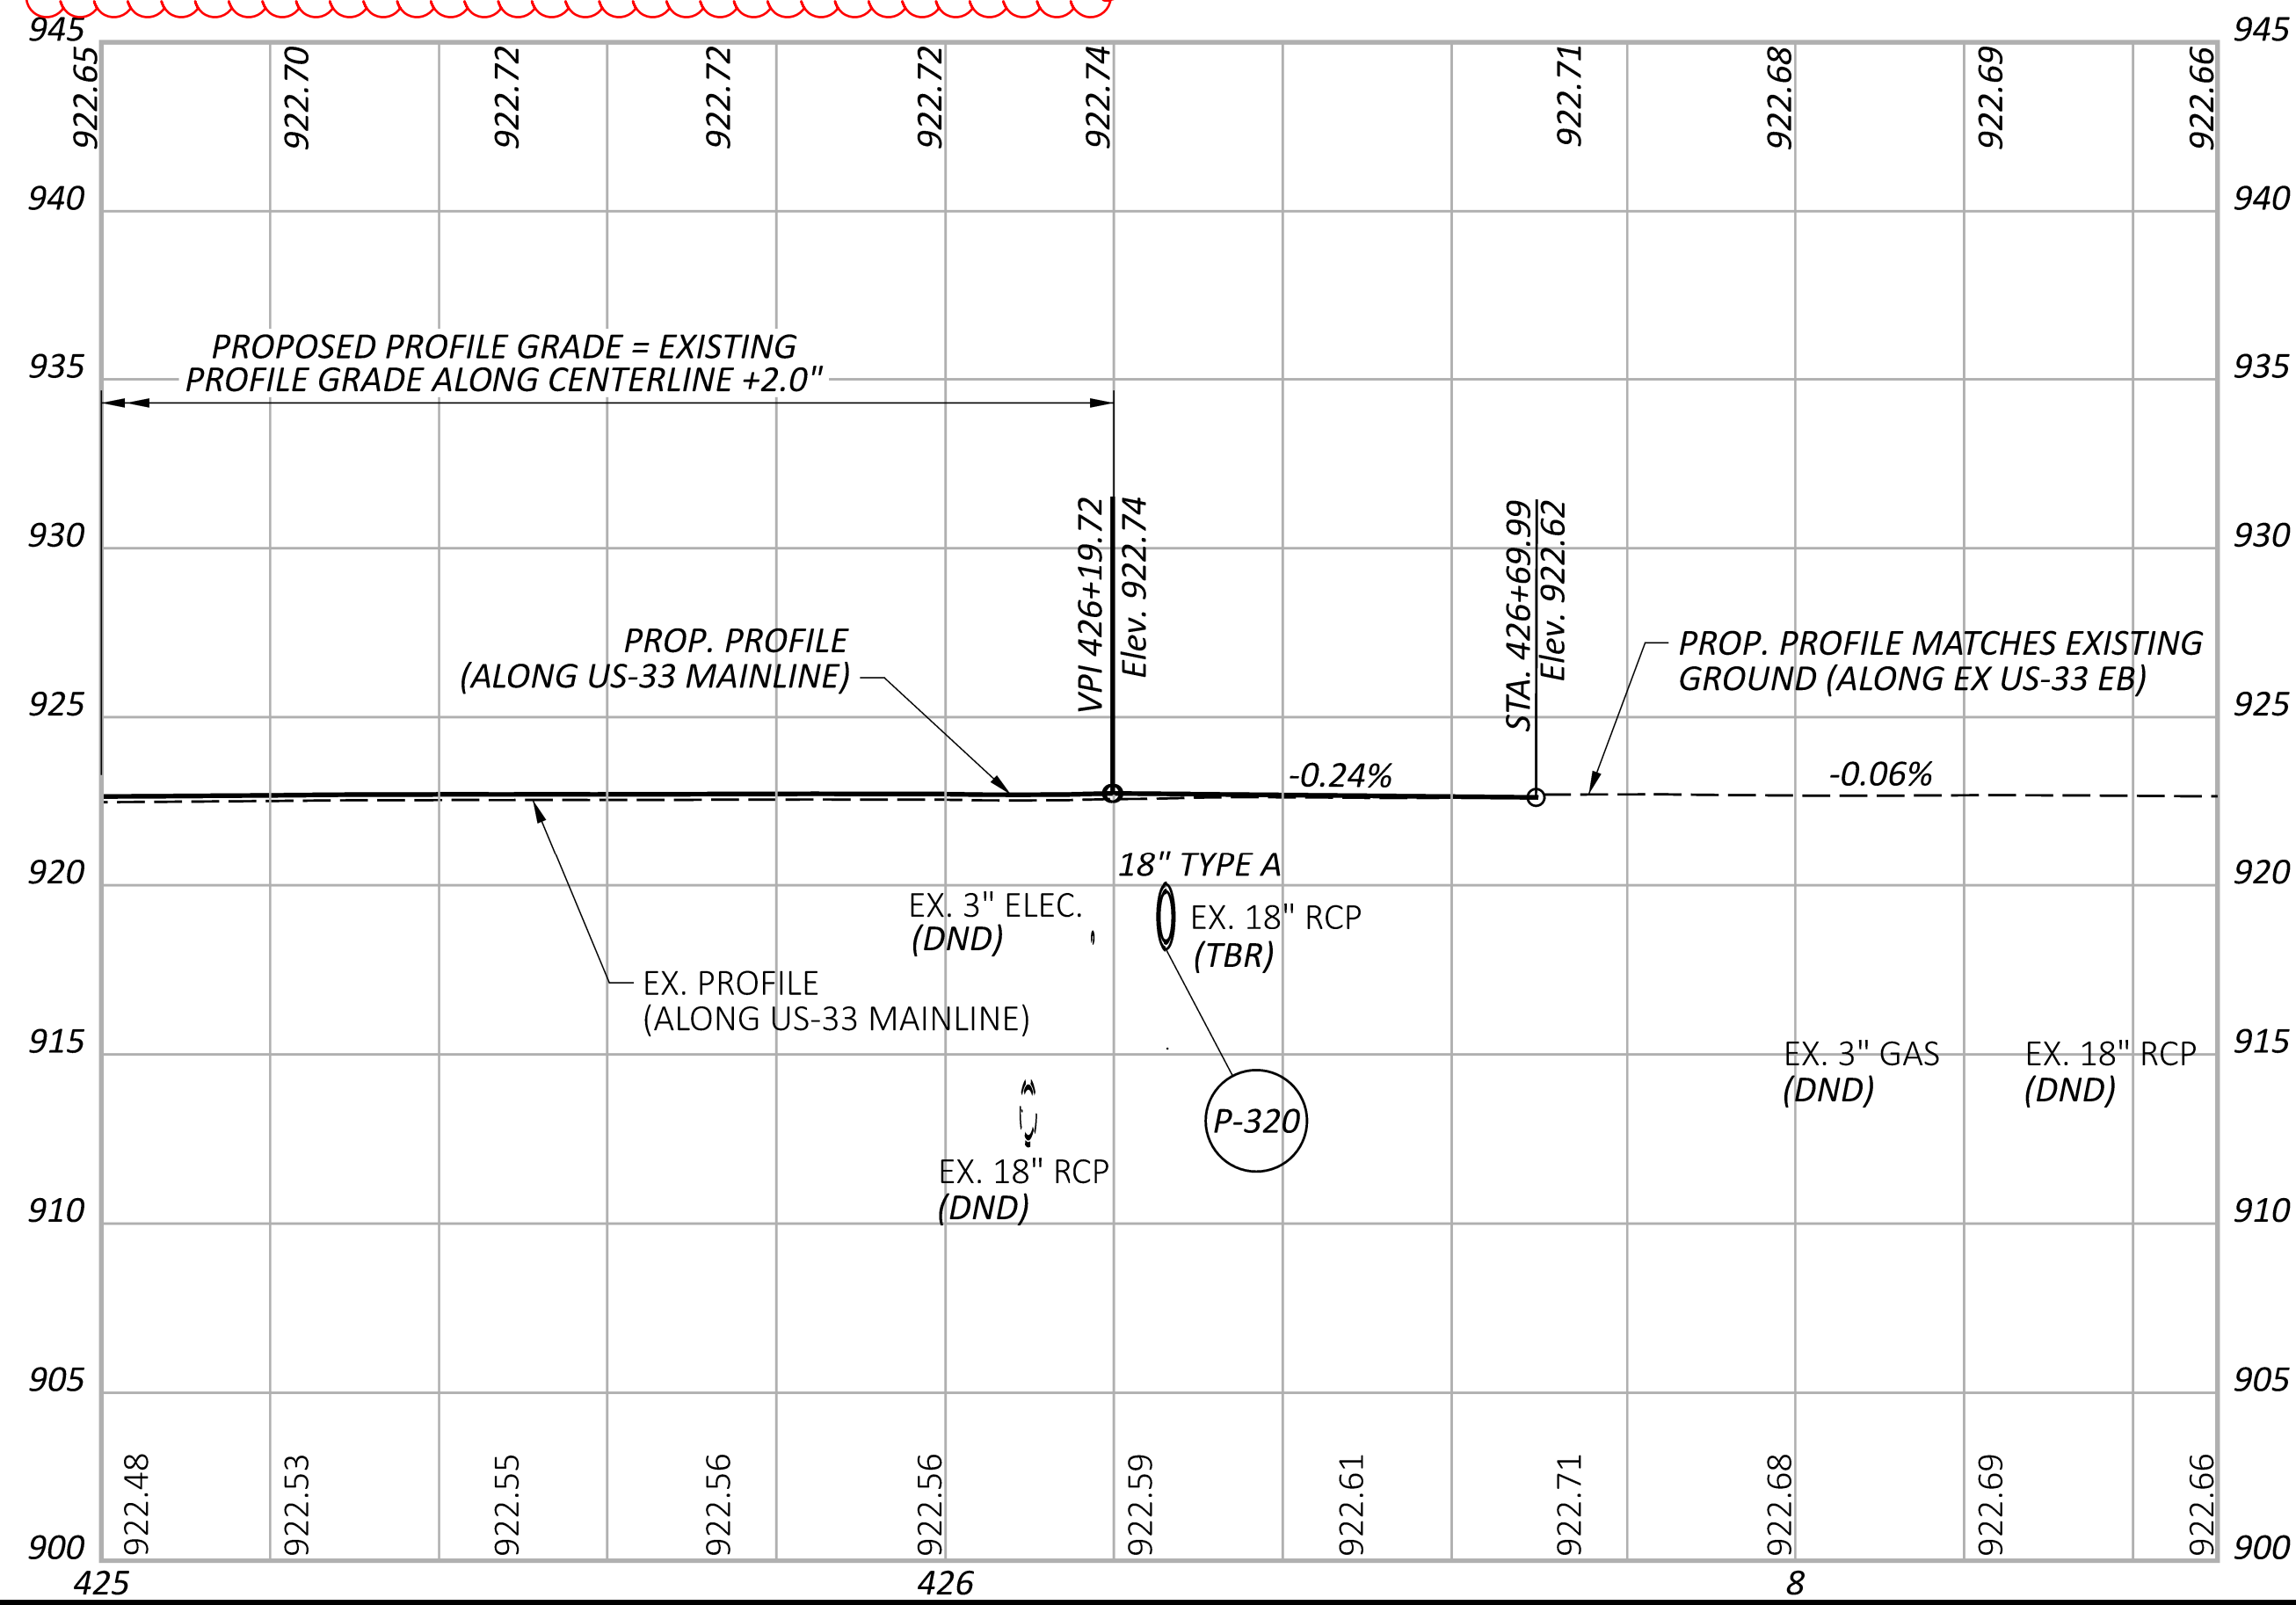 945
945
922.65
922.70
922.72
922.72
922.72
922.74
922.71
922.68
922.69
922.66
940
940
PROPOSED PROFILE GRADE = EXISTING
PROFILE GRADE ALONG CENTERLINE +2.0"
935
935
VPI 426+19.72
Elev. 922.74
STA. 426+69.99
Elev. 922.62
930
930
PROP. PROFILE
(ALONG US-33 MAINLINE)
PROP. PROFILE MATCHES EXISTING
GROUND (ALONG EX US-33 EB)
925
925
-0.24%
-0.06%
920
920
18" TYPE A
EX. 3" ELEC.
(DND)
EX. 18" RCP
(TBR)
EX. PROFILE
(ALONG US-33 MAINLINE)
915
915
EX. 3" GAS
(DND)
EX. 18" RCP
(DND)
P-320
EX. 18" RCP
(DND)
910
910
905
905
922.48
922.53
922.55
922.56
922.56
922.59
922.61
922.71
922.68
922.69
922.66
900
900
425
426
8